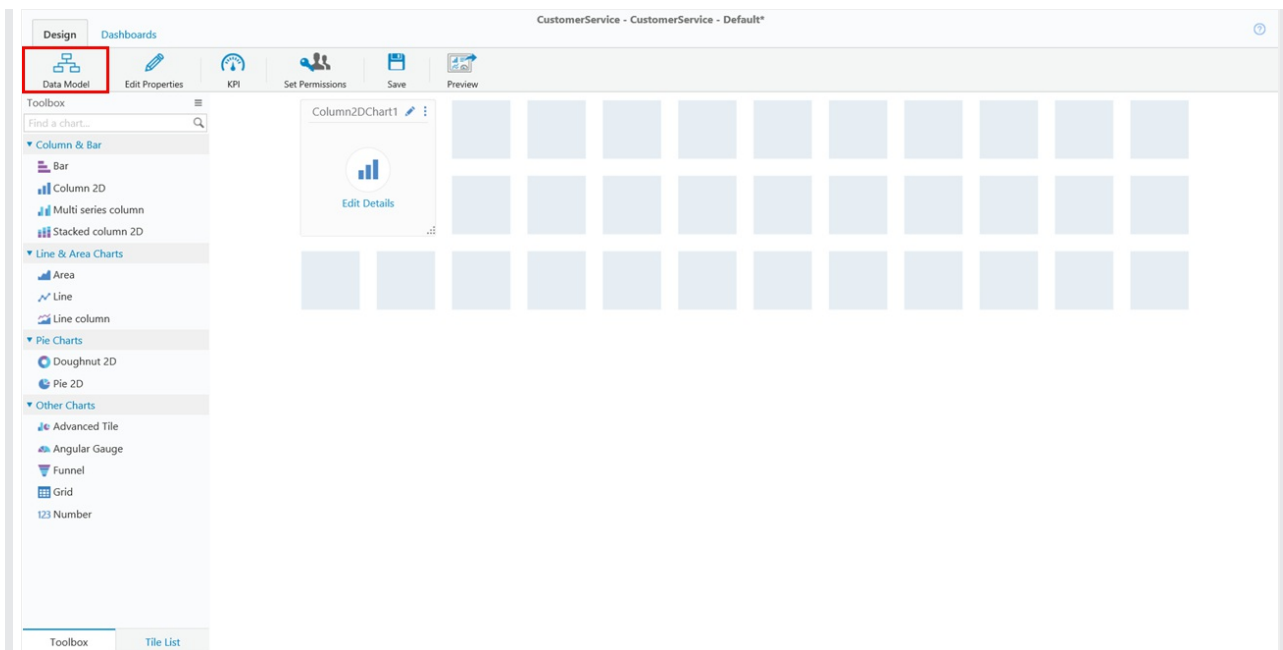 CustomerService - CustomerService - Default*
Design Dashboards
Data Model Edit Properties KPI Set Permissions Save Preview
Toolbox
Find a chart...
Column2DChart1
Column & Bar
Bar
Column 2D
Edit Details
Multi series column
Stacked column 2D
Line & Area Charts
Area
Line
Line column
Pie Charts
Doughnut 2D
Pie 2D
Other Charts
Advanced Tile
Angular Gauge
Funnel
Grid
123 Number
Toolbox Tile List